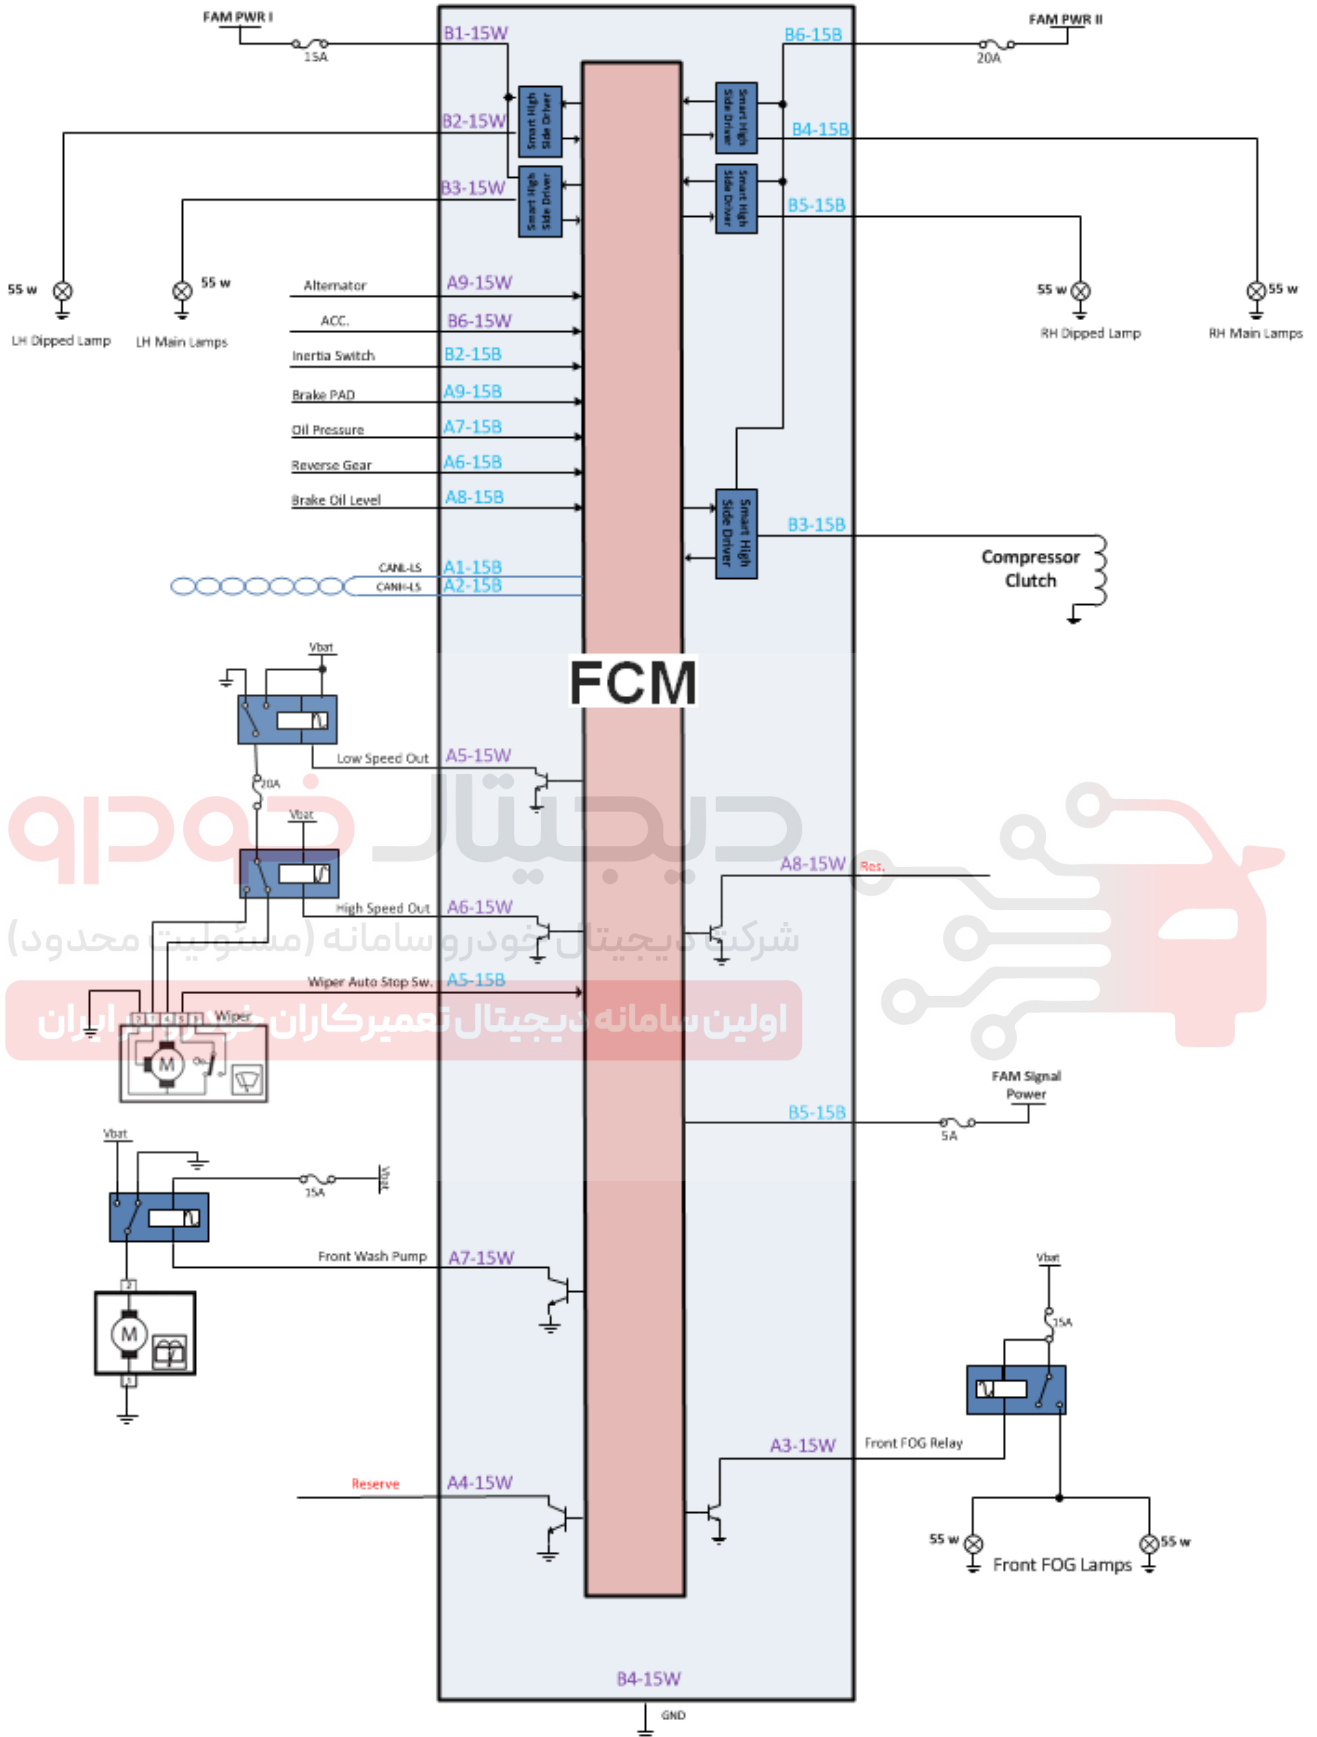 FAM PWR I
15A
B1-15W
B6-15B
FAM PWR II
20A
Smart High
Side Driver
Smart High
Side Driver
B2-15W
B4-15B
Smart High
Side Driver
Smart High
Side Driver
B3-15W
B5-15B
55 w
LH Dipped Lamp
55 w
LH Main Lamps
55 w
RH Dipped Lamp
55 w
RH Main Lamps
Alternator
A9-15W
ACC.
B6-15W
Inertia Switch
B2-15B
Brake PAD
A9-15B
Oil Pressure
A7-15B
Reverse Gear
A6-15B
Brake Oil Level
A8-15B
Smart High
Side Driver
B3-15B
Compressor
Clutch
CANL-LS
A1-15B
CANH-LS
A2-15B
FCM
Vbat
Low Speed Out
A5-15W
20A
Vbat
دیجیتال خودرو
A8-15W
Res.
High Speed Out
A6-15W
شرکت دیجیتال خودرو سامانه (مسئولیت محدود)
Wiper Auto Stop Sw.
A5-15B
اولین سامانه دیجیتال تعمیرکاران خودرو در ایران
Wiper
M
FAM Signal
Power
B5-15B
5A
Vbat
15A
Vbat
Front Wash Pump
A7-15W
2
M
1
Vbat
15A
A3-15W
Front FOG Relay
Reserve
A4-15W
55 w
55 w
Front FOG Lamps
B4-15W
GND